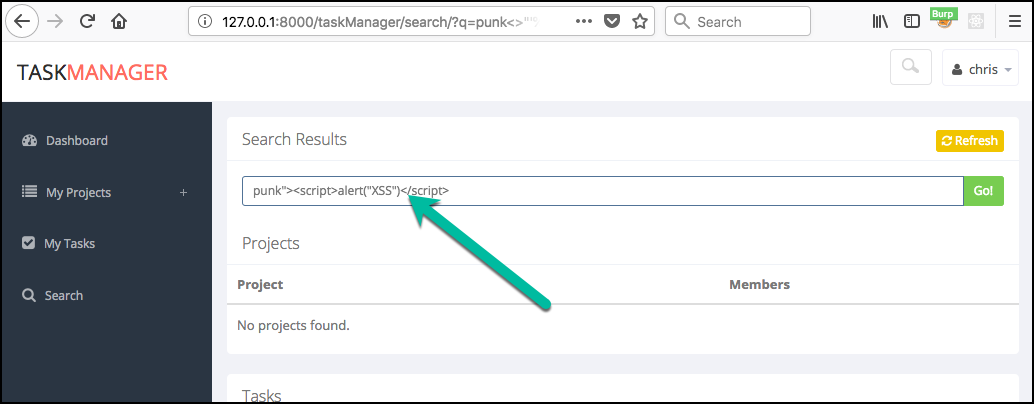 127.0.0.1:8000/taskManager/search/?q=punk<>"
Search
Burp
TASKMANAGER
chris
Dashboard
My Projects +
My Tasks
Search
Search Results
Refresh
punk"><script>alert("XSS")</script>
Go!
Projects
Project Members
No projects found.
Tasks